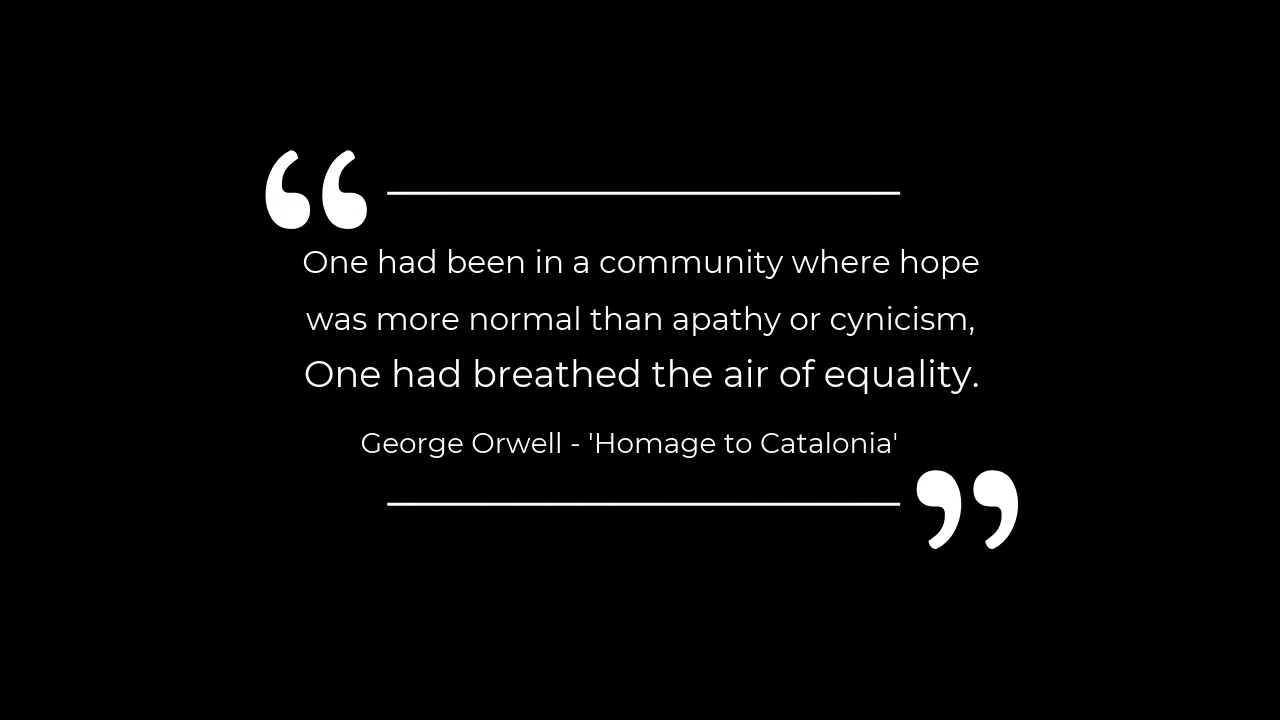 One had been in a community where hope
was more normal than apathy or cynicism,
One had breathed the air of equality.
George Orwell - 'Homage to Catalonia'